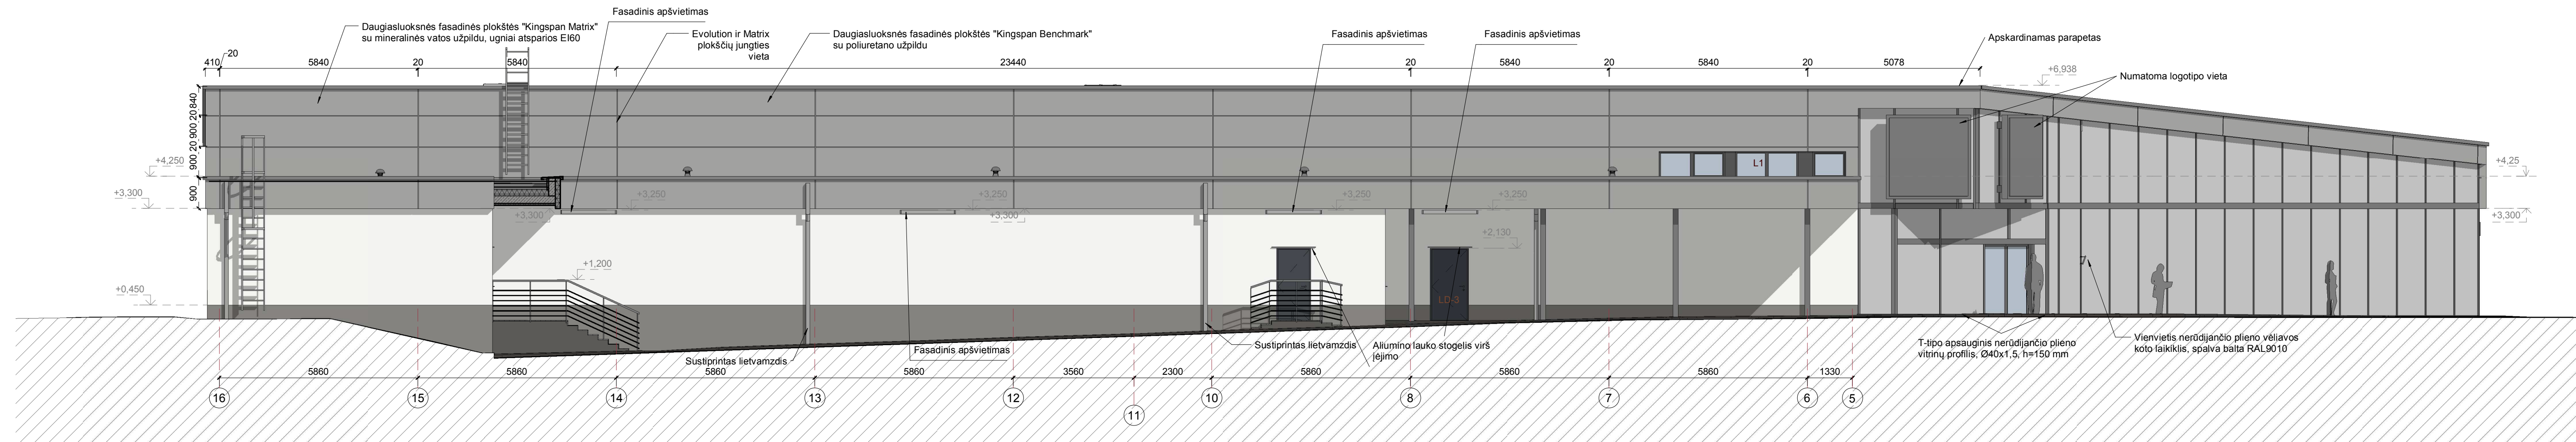 Fasadinis apšvietimas
Daugiasluoksnės fasadinės plokštės "Kingspan Matrix"
su mineralinės vatos užpildu, ugniai atsparios EI60
Evolution ir Matrix
plokščių jungties
vieta
Daugiasluoksnės fasadinės plokštės "Kingspan Benchmark"
su poliuretano užpildu
Fasadinis apšvietimas
Fasadinis apšvietimas
Apskardinamas parapetas
Numatoma logotipo vieta
410
20
5840
20
5840
23440
20
5840
20
5840
20
5078
+6,938
840
20
900
20
900
900
+4,250
+3,300
+0,450
L1
+4,25
+3,300
+3,250
+3,300
+3,250
+3,300
+3,250
+3,250
+2,130
+1,200
LD-3
Sustiprintas lietvamzdis
Fasadinis apšvietimas
Sustiprintas lietvamzdis
Aliumino lauko stogelis virš
įėjimo
T-tipo apsauginis nerūdijančio plieno
vitrinų profilis, Ø40x1,5, h=150 mm
Vienvietis nerūdijančio plieno vėliavos
koto laikiklis, spalva balta RAL9010
5860
5860
5860
5860
3560
2300
5860
5860
5860
1330
16
15
14
13
12
11
10
8
7
6
5